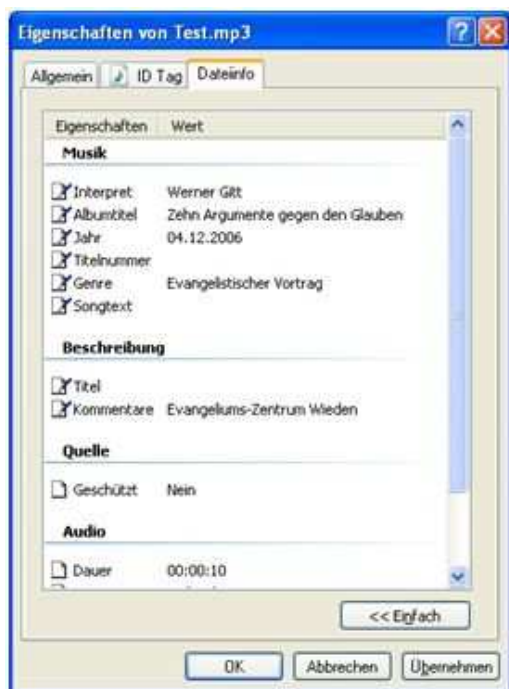 Eigenschaften von Test.mp3
Allgemein ID Tag Dateiinfo
Eigenschaften Wert
Musik
Interpret Werner Gitt
Albumtitel Zehn Argumente gegen den Glauben
Jahr 04.12.2006
Titelnummer
Genre Evangelistischer Vortrag
Songtext
Beschreibung
Titel
Kommentare Evangeliums-Zentrum Wieden
Quelle
Geschützt Nein
Audio
Dauer 00:00:10
<< Einfach
OK Abbrechen Übernehmen